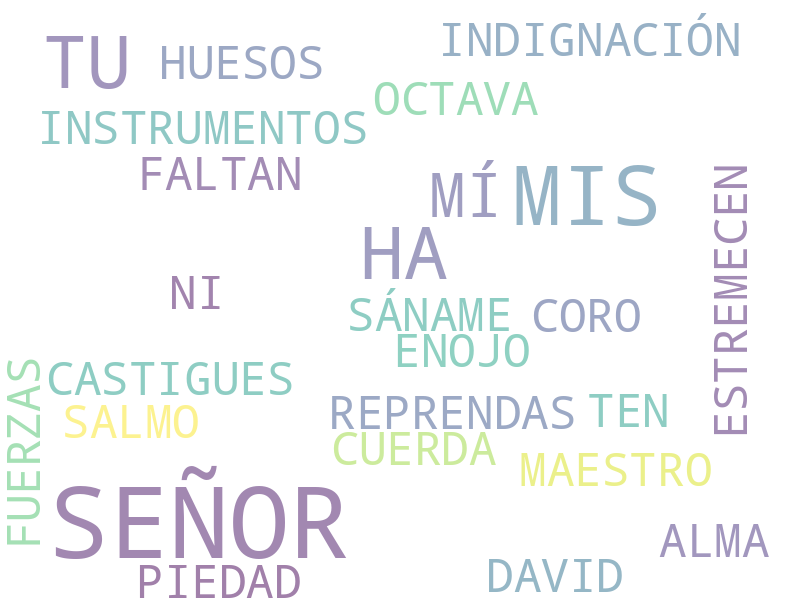 TU
HUESOS
INDIGNACIÓN
OCTAVA
INSTRUMENTOS
FALTAN
MÍ
MIS
ESTREMECEN
HA
NI
SÁNAME
CORO
ENOJO
CASTIGUES
FUERZAS
SALMO
REPRENDAS
TEN
CUERDA
MAESTRO
SEÑOR
ALMA
PIEDAD
DAVID